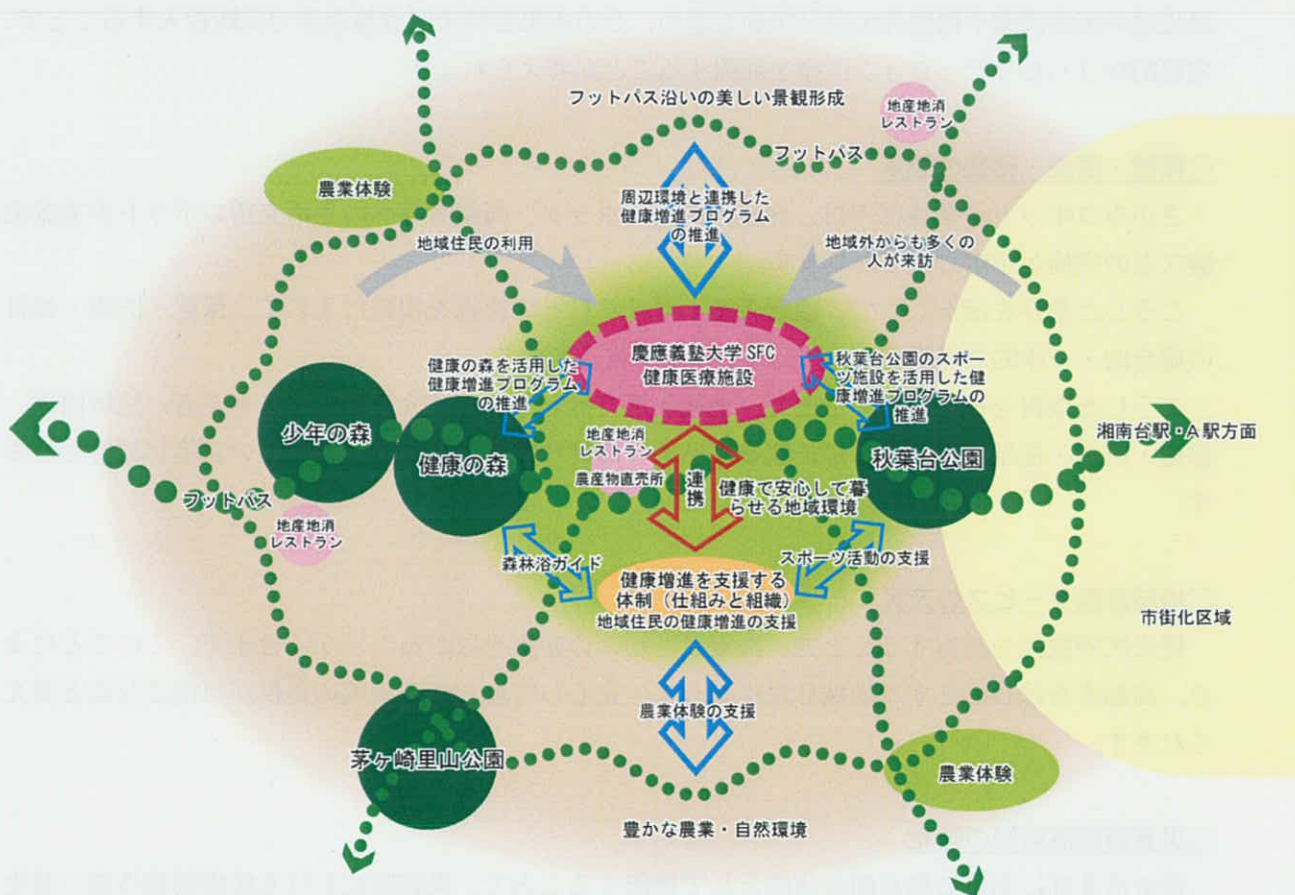 フットパス沿いの美しい景観形成
地産地消
レストラン
フットパス
農業体験
周辺環境と連携した
健康増進プログラム
の推進
地域住民の利用
地域外からも多くの
人が来訪
慶應義塾大学 SFC
健康医療施設
健康の森を活用した
健康増進プログラム
の推進
秋葉台公園のスポー
ツ施設を活用した健
康増進プログラムの
推進
少年の森
健康の森
地産地消
レストラン
農産物直売所
連携
健康で安心して暮
らせる地域環境
秋葉台公園
湘南台駅・A駅方面
フットパス
地産地消
レストラン
森林浴ガイド
スポーツ活動の支援
健康増進を支援する
体制（仕組みと組織）
地域住民の健康増進の支援
市街化区域
農業体験の支援
茅ヶ崎里山公園
農業体験
豊かな農業・自然環境